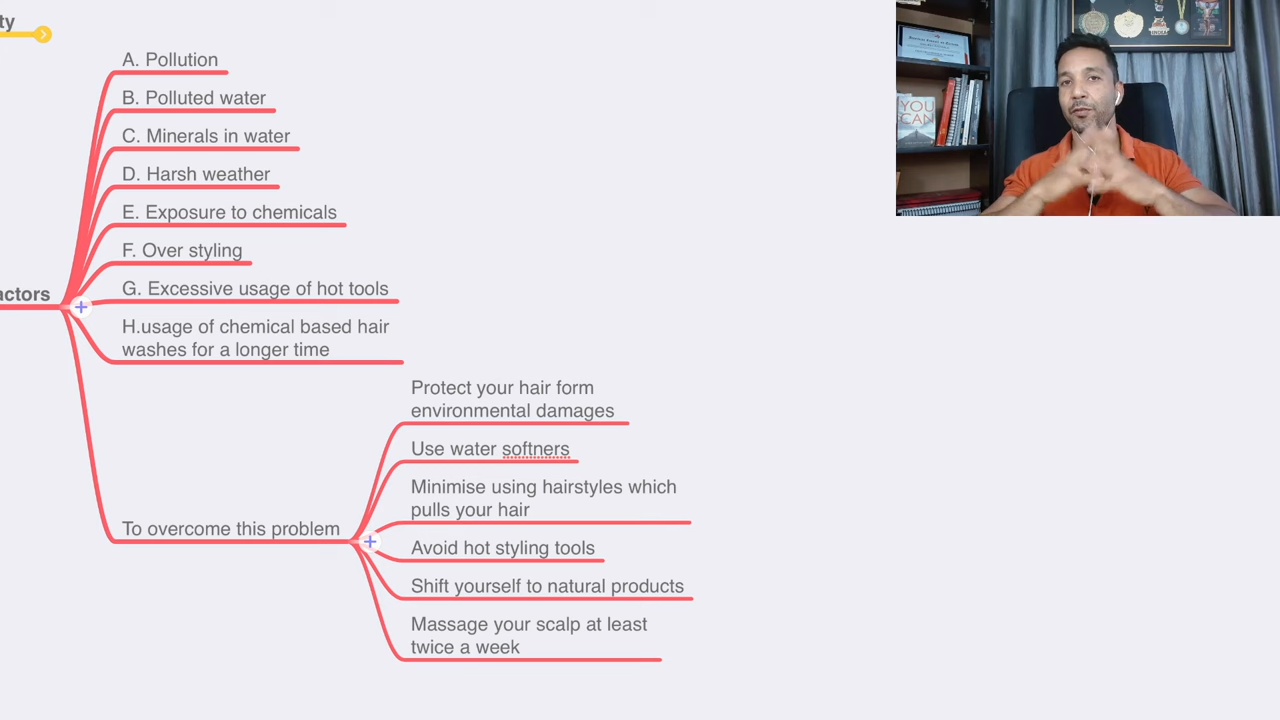 ty
A. Pollution
B. Polluted water
C. Minerals in water
D. Harsh weather
E. Exposure to chemicals
F. Over styling
actors
G. Excessive usage of hot tools
H.usage of chemical based hair
washes for a longer time
Protect your hair form
environmental damages
Use water softners
Minimise using hairstyles which
pulls your hair
To overcome this problem
Avoid hot styling tools
Shift yourself to natural products
Massage your scalp at least
twice a week
YOU
CAN